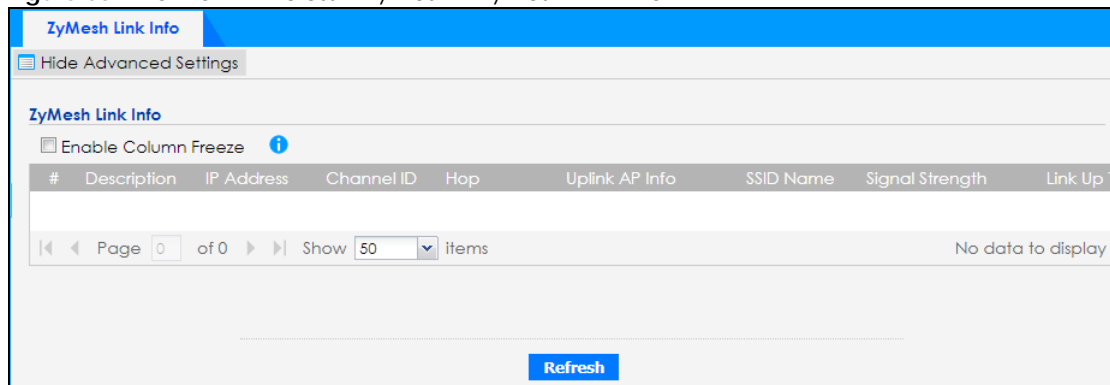 ZyMesh Link Info
Hide Advanced Settings
ZyMesh Link Info
Enable Column Freeze
# Description IP Address Channel ID Hop Uplink AP Info SSID Name Signal Strength Link Up
Page 0 of 0 Show 50 items No data to display
Refresh